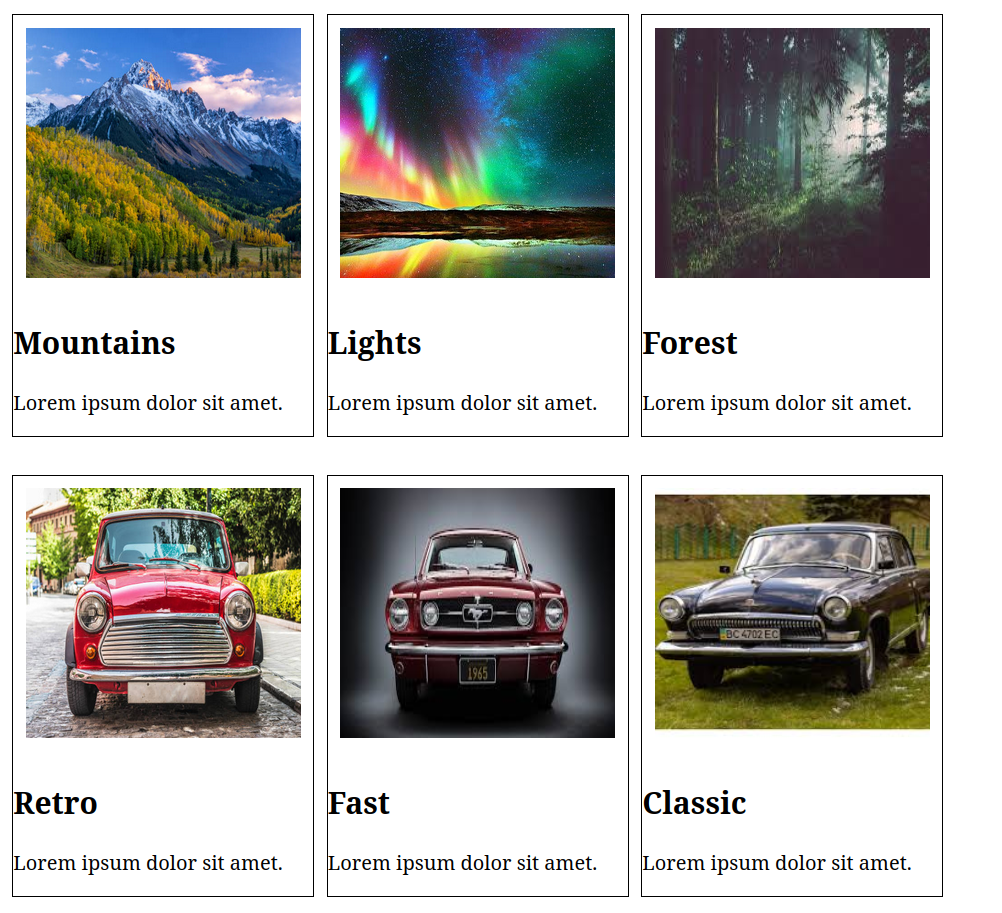 Mountains
Lorem ipsum dolor sit amet.
Lights
Lorem ipsum dolor sit amet.
Forest
Lorem ipsum dolor sit amet.
1965
BC 4702 EC
Retro
Lorem ipsum dolor sit amet.
Fast
Lorem ipsum dolor sit amet.
Classic
Lorem ipsum dolor sit amet.